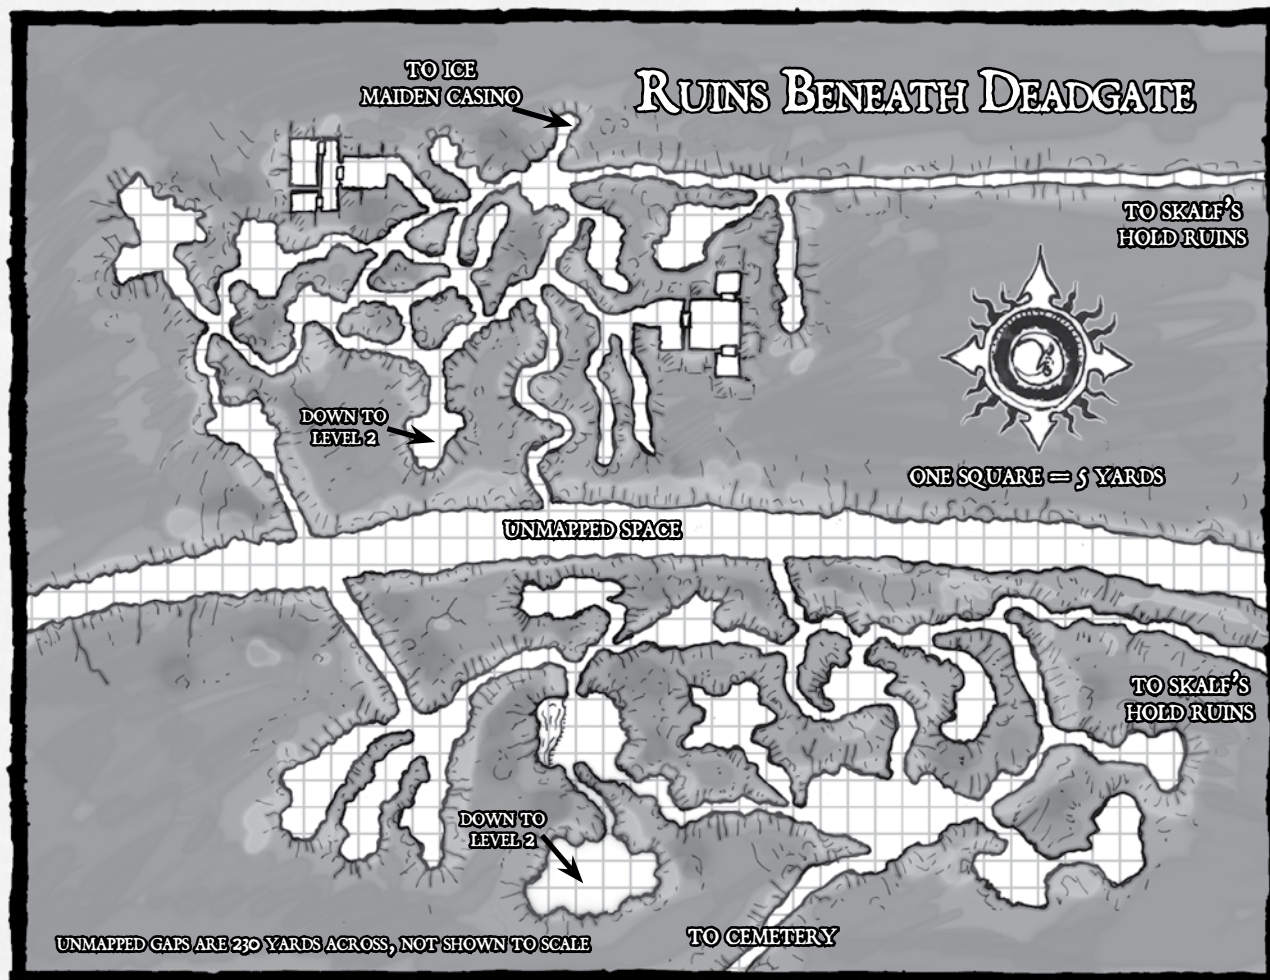 TO ICE
MAIDEN CASINO
RUINS BENEATH DEADGATE
TO SKALF'S
HOLD RUINS
DOWN TO
LEVEL 2
ONE SQUARE = 5 YARDS
UNMAPPED SPACE
TO SKALF'S
HOLD RUINS
DOWN TO
LEVEL 2
TO CEMETERY
UNMAPPED GAPS ARE 230 YARDS ACROSS, NOT SHOWN TO SCALE